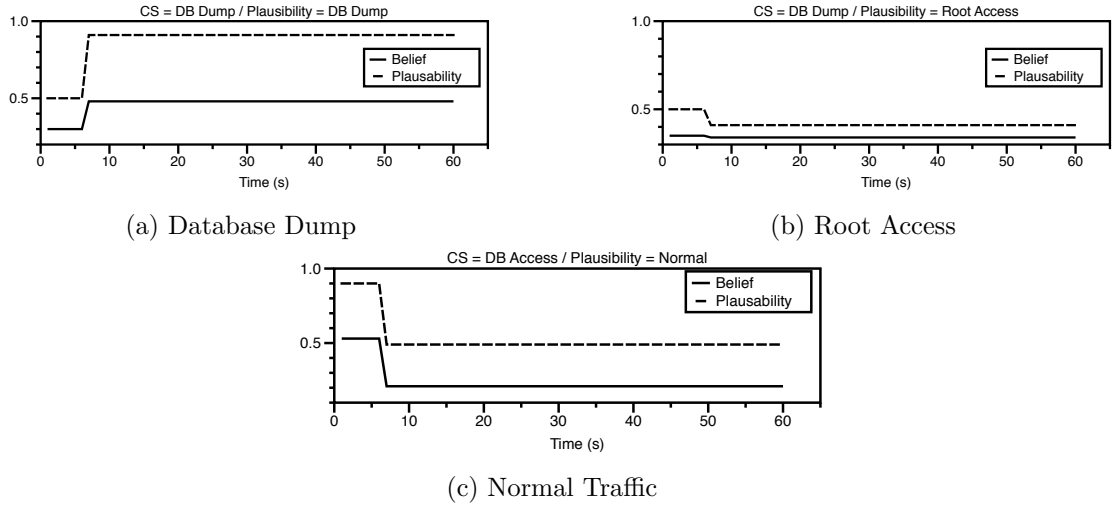 CS = DB Dump / Plausibility = DB Dump
1.0
0.5
Belief
Plausability
0 10 20 30 40 50 60
Time (s)
(a) Database Dump
CS = DB Dump / Plausibility = Root Access
1.0
0.5
Belief
Plausability
0 10 20 30 40 50 60
Time (s)
(b) Root Access
CS = DB Access / Plausibility = Normal
1.0
0.5
Belief
Plausability
0 10 20 30 40 50 60
Time (s)
(c) Normal Traffic